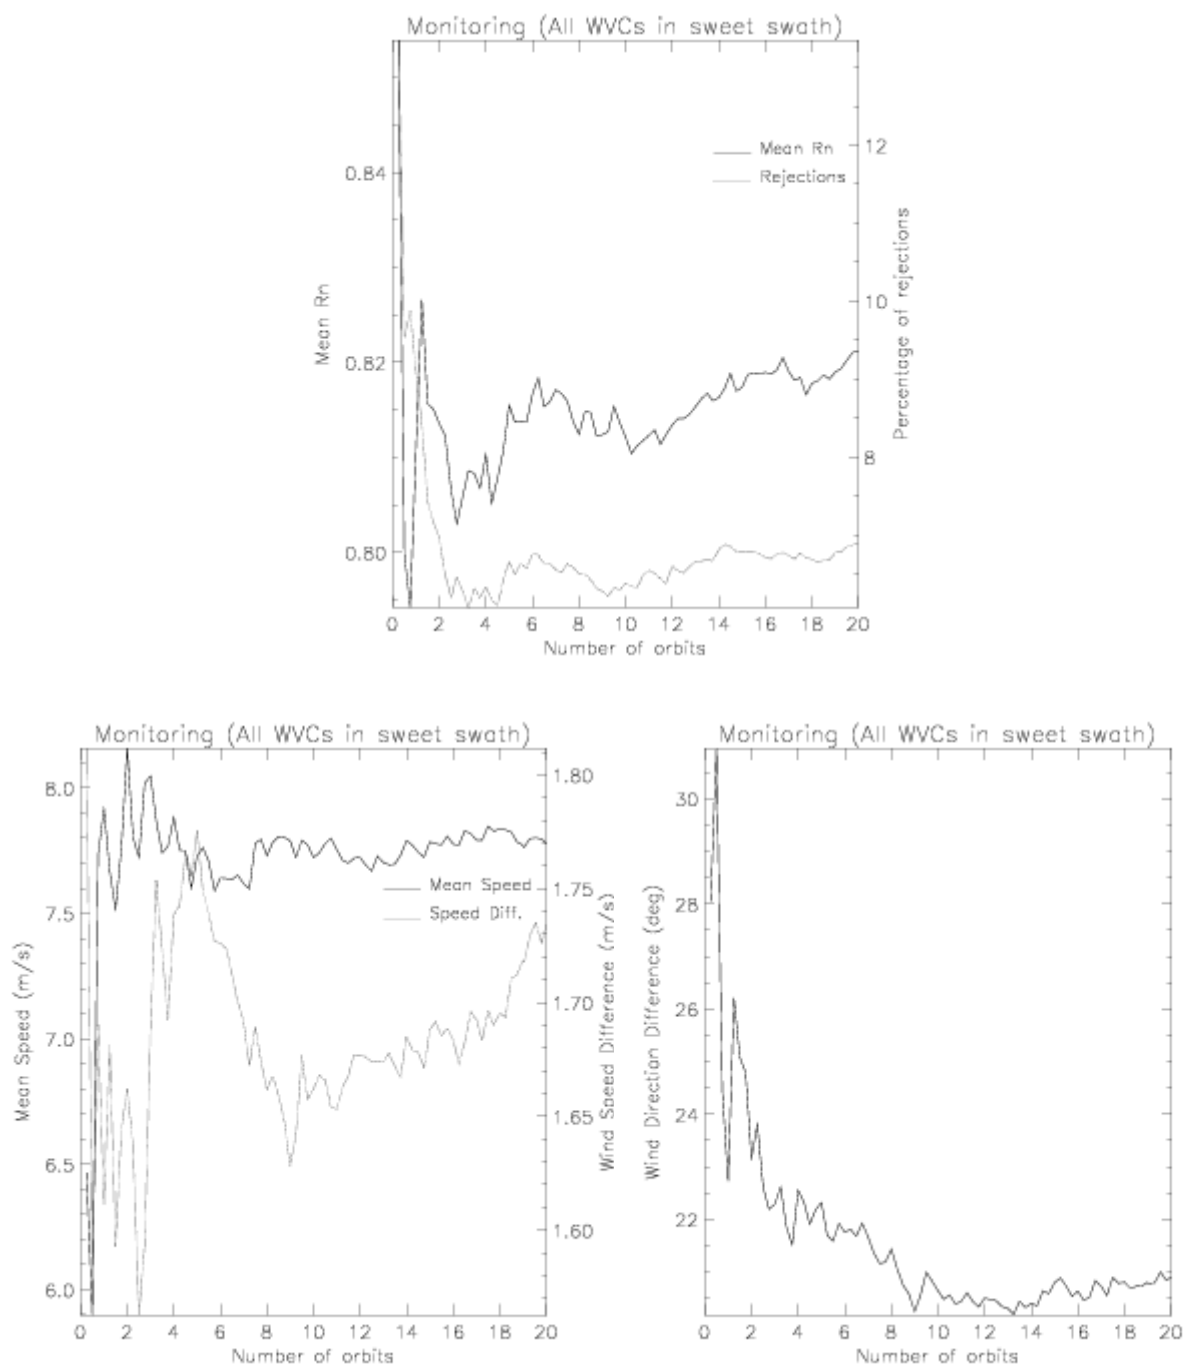 Monitoring (All WVCs in sweet swath)
Mean Rn
Rejections
0.84
0.82
0.80
Mean Rn
12
10
8
Percentage of rejections
0 2 4 6 8 10 12 14 16 18 20
Number of orbits
Monitoring (All WVCs in sweet swath)
8.0
7.5
7.0
6.5
6.0
Mean Speed (m/s)
Mean Speed
Speed Diff.
1.80
1.75
1.70
1.65
1.60
Wind Speed Difference (m/s)
0 2 4 6 8 10 12 14 16 18 20
Number of orbits
Monitoring (All WVCs in sweet swath)
30
28
26
24
22
Wind Direction Difference (deg)
0 2 4 6 8 10 12 14 16 18 20
Number of orbits